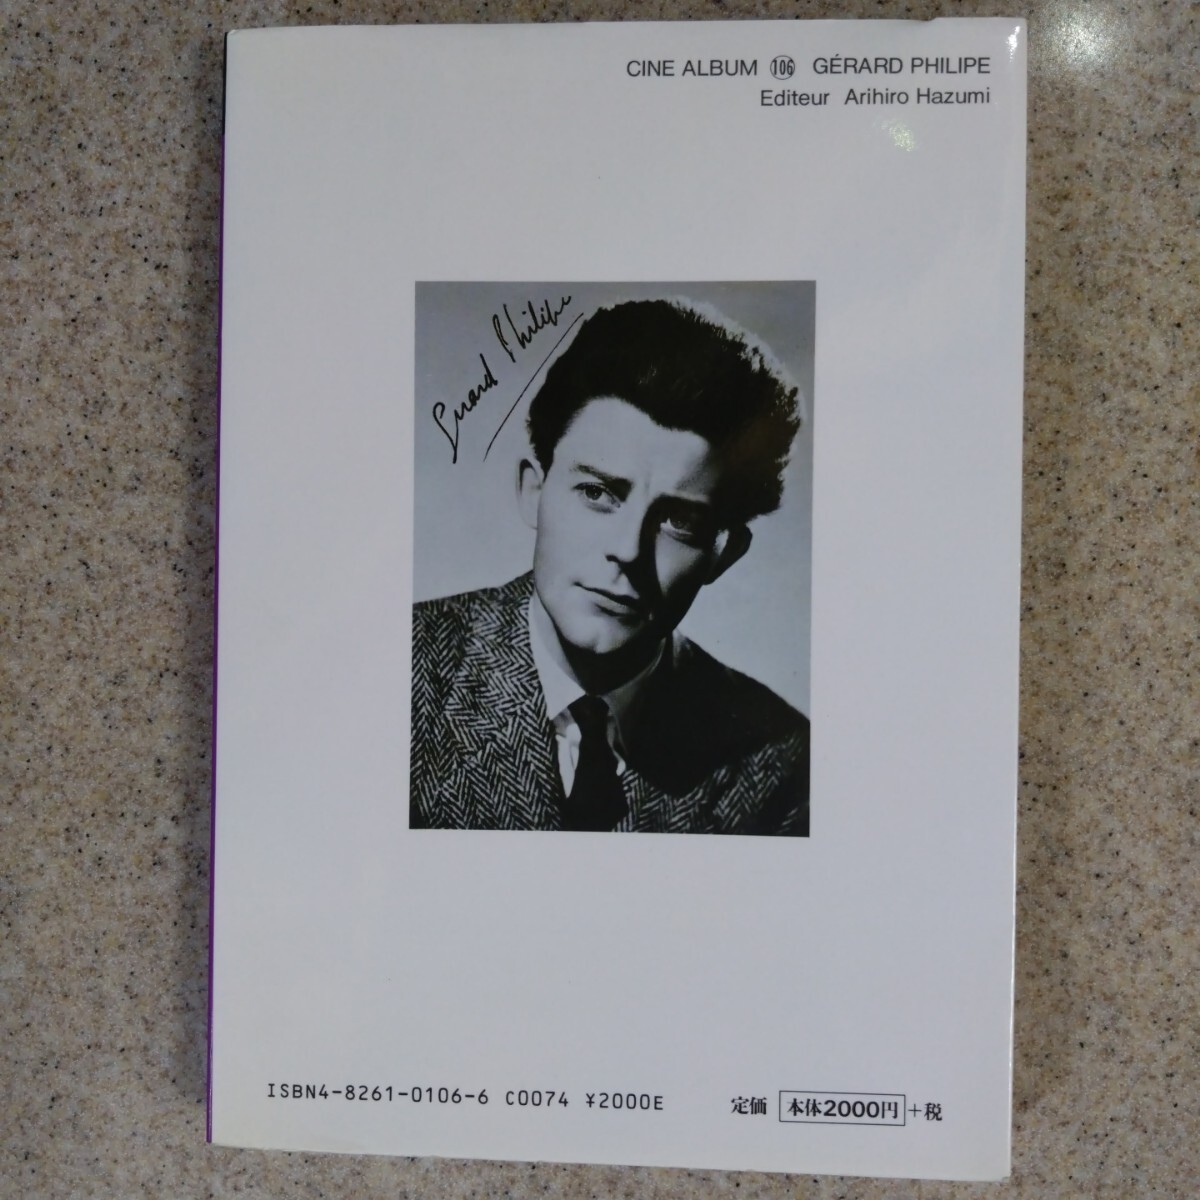 CINE ALBUM 106 GÉRARD PHILIPE
Editeur Arihiro Hazumi
Gérard Philipe
ISBN4-8261-0106-6 C0074 ¥2000E
定価 本体2000円+税